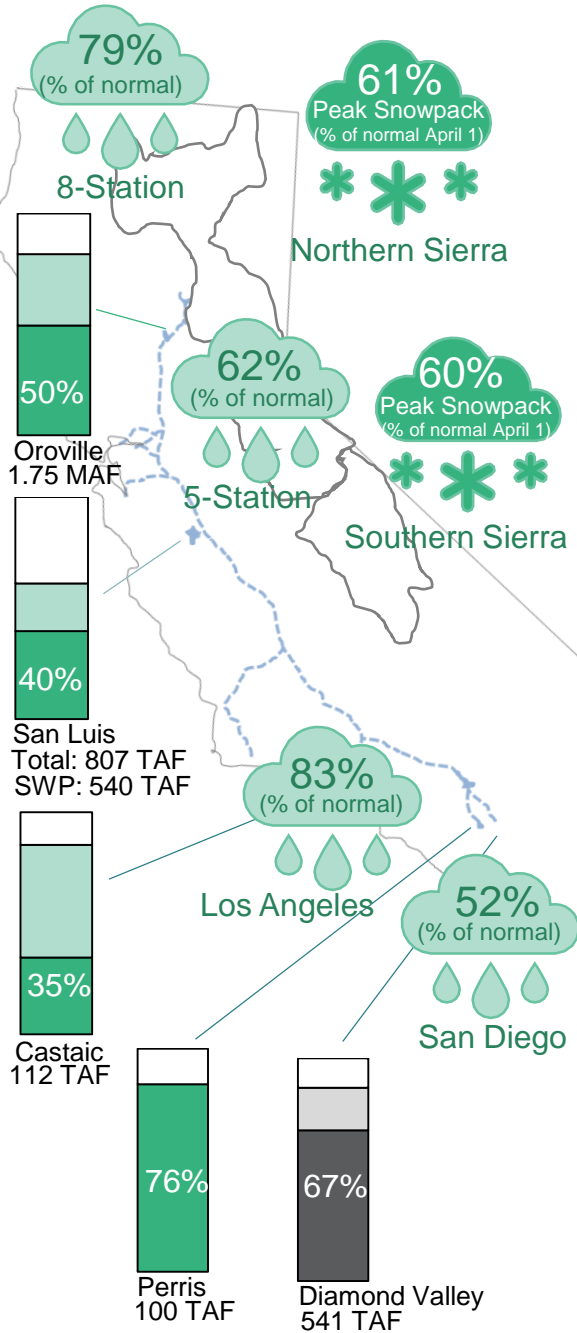 79%
(% of normal)
8-Station
61%
Peak Snowpack
(% of normal April 1)
Northern Sierra
50%
Oroville
1.75 MAF
62%
(% of normal)
5-Station
60%
Peak Snowpack
(% of normal April 1)
Southern Sierra
40%
San Luis
Total: 807 TAF
SWP: 540 TAF
83%
(% of normal)
Los Angeles
52%
(% of normal)
San Diego
35%
Castaic
112 TAF
76%
Perris
100 TAF
67%
Diamond Valley
541 TAF